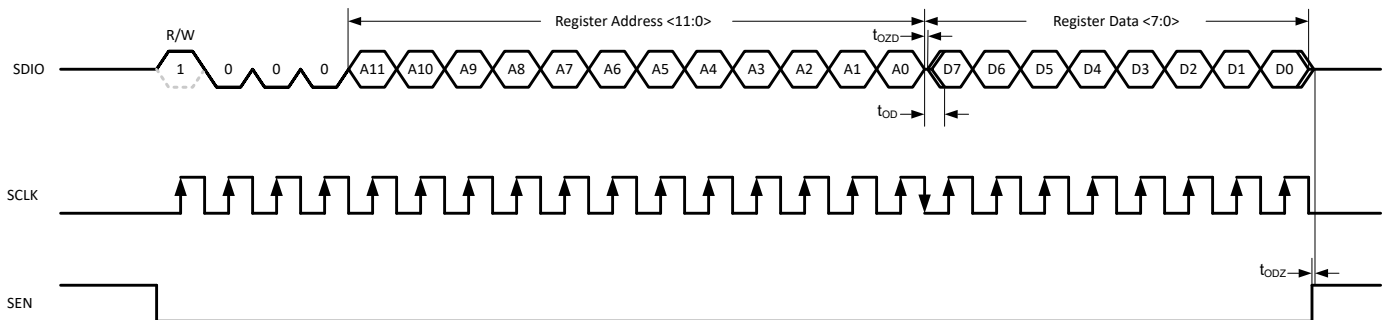 Register Address <11:0> Register Data <7:0>
R/W tOZD
SDIO 1 0 0 0 A11 A10 A9 A8 A7 A6 A5 A4 A3 A2 A1 A0 D7 D6 D5 D4 D3 D2 D1 D0
tOD
SCLK
tODZ
SEN